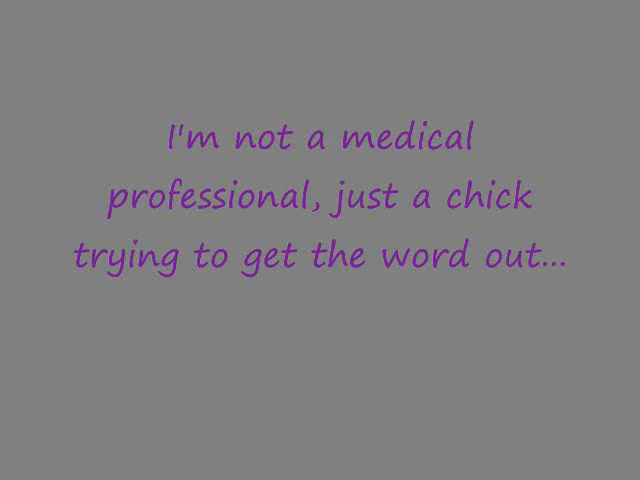 I'm not a medical
professional, just a chick
trying to get the word out...